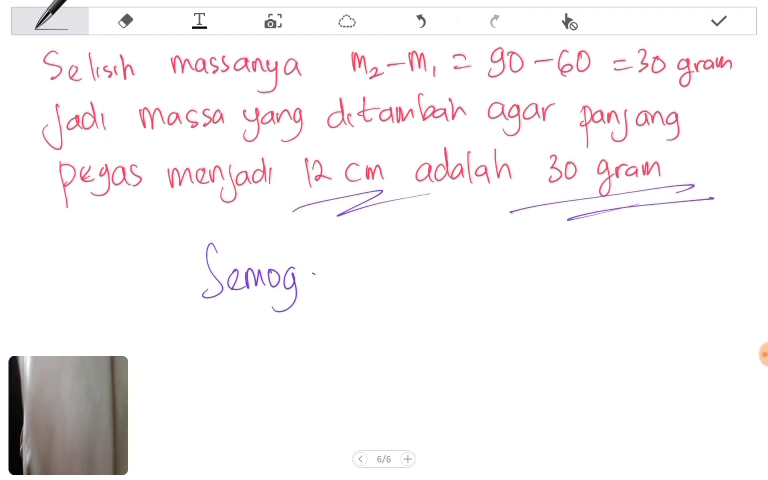 T
Selisih massanya m₂-m₁ = 90-60 = 30 gram
Jadi massa yang ditambah agar panjang
pegas menjadi 12 cm adalah 30 gram
Semog
6/6